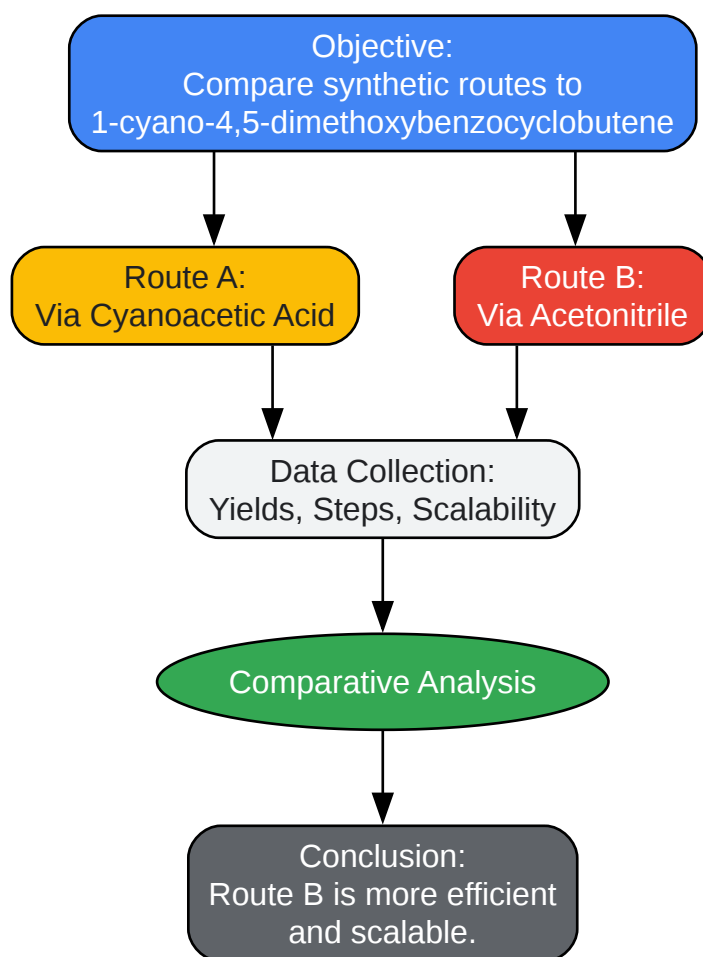 Objective:
Compare synthetic routes to
1-cyano-4,5-dimethoxybenzocyclobutene
Route A:
Via Cyanoacetic Acid
Route B:
Via Acetonitrile
Data Collection:
Yields, Steps, Scalability
Comparative Analysis
Conclusion:
Route B is more efficient
and scalable.